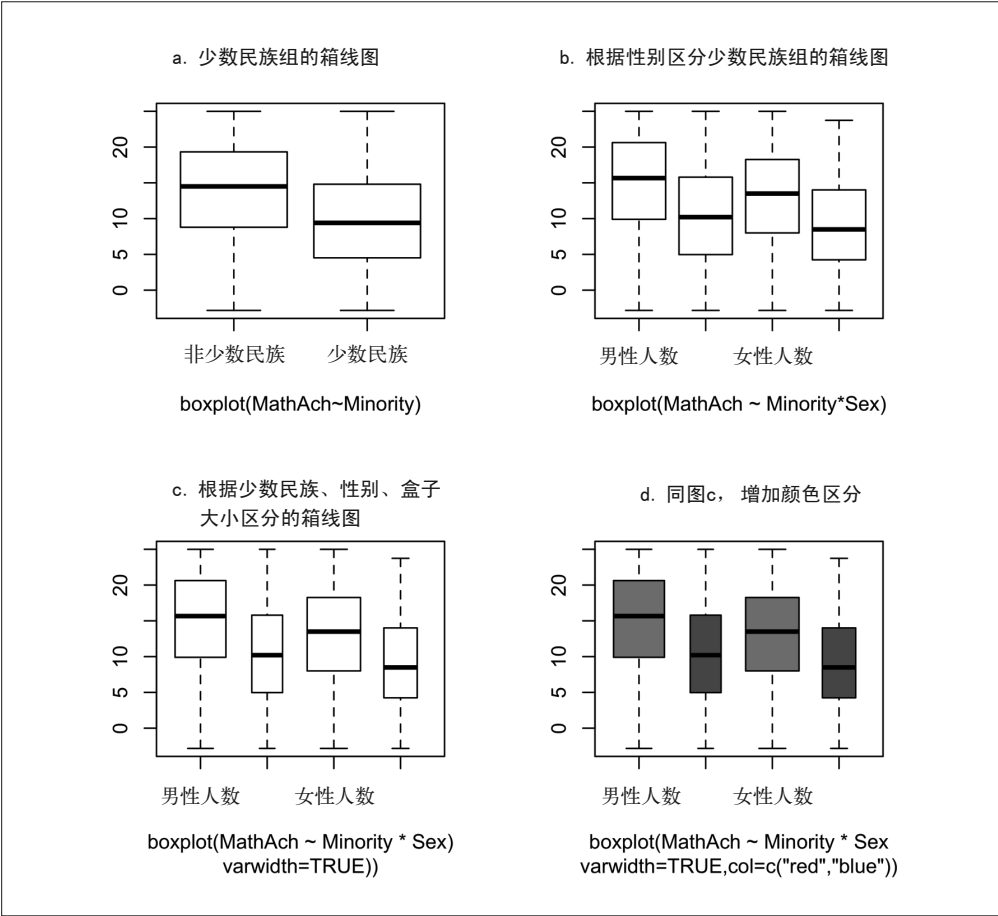 a. 少数民族组的箱线图
20
10
5
0
非少数民族 少数民族
boxplot(MathAch~Minority)
b. 根据性别区分少数民族组的箱线图
20
10
5
0
男性人数 女性人数
boxplot(MathAch ~ Minority*Sex)
c. 根据少数民族、性别、盒子
大小区分的箱线图
20
10
5
0
男性人数 女性人数
boxplot(MathAch ~ Minority * Sex)
varwidth=TRUE))
d. 同图c， 增加颜色区分
20
10
5
0
男性人数 女性人数
boxplot(MathAch ~ Minority * Sex
varwidth=TRUE,col=c("red","blue"))